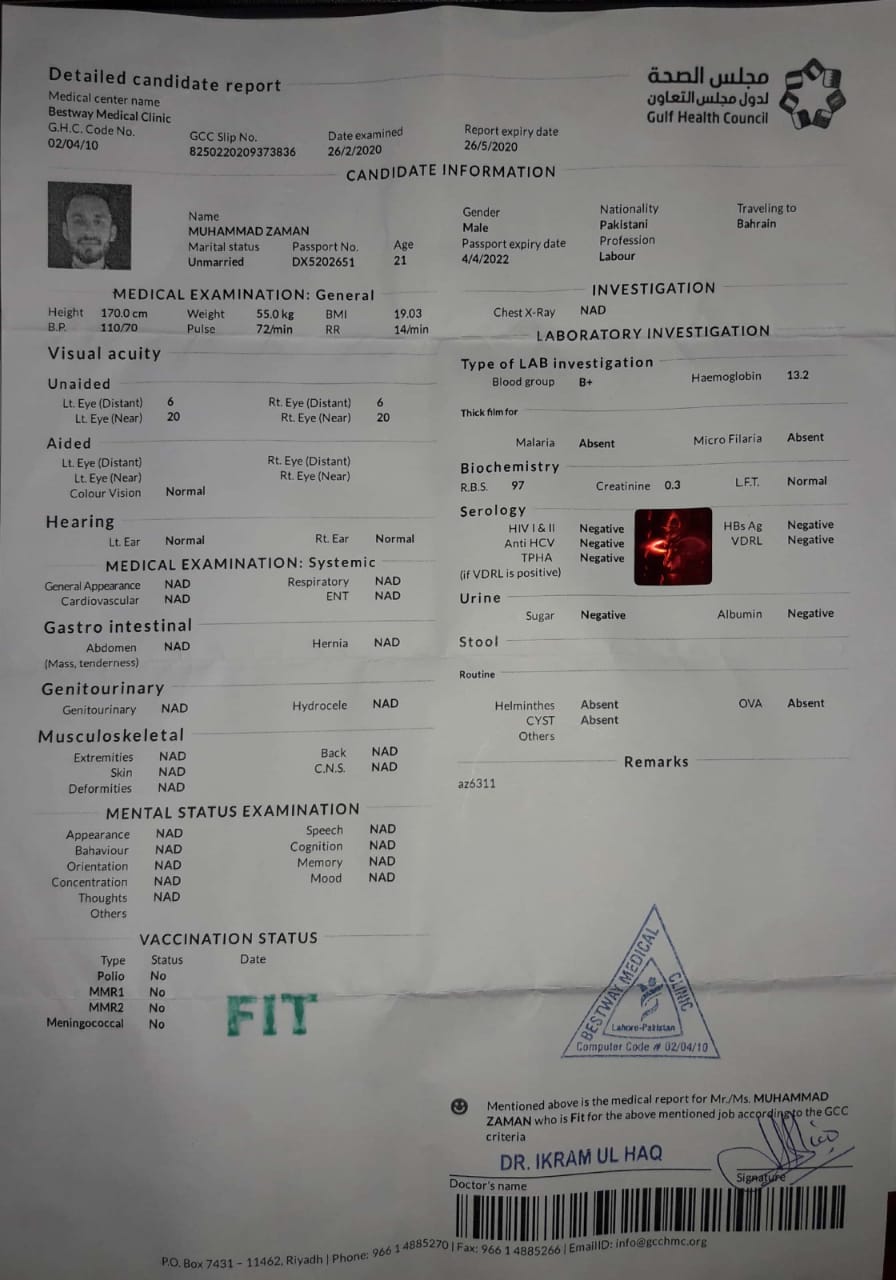 Detailed candidate report
مجلس الصحة
لدول مجلس التعاون
Gulf Health Council
Medical center name
Bestway Medical Clinic
G.H.C. Code No. GCC Slip No. Date examined Report expiry date
02/04/10 8250220209373836 26/2/2020 26/5/2020
CANDIDATE INFORMATION
Name Gender Nationality Traveling to
MUHAMMAD ZAMAN Male Pakistani Bahrain
Marital status Passport No. Age Passport expiry date Profession
Unmarried DX5202651 21 4/4/2022 Labour
MEDICAL EXAMINATION: General
Height 170.0 cm Weight 55.0 kg BMI 19.03
B.P. 110/70 Pulse 72/min RR 14/min
Visual acuity
Unaided
Lt. Eye (Distant) 6 Rt. Eye (Distant) 6
Lt. Eye (Near) 20 Rt. Eye (Near) 20
Aided
Lt. Eye (Distant) Rt. Eye (Distant)
Lt. Eye (Near) Rt. Eye (Near)
Colour Vision Normal
Hearing
Lt. Ear Normal Rt. Ear Normal
MEDICAL EXAMINATION: Systemic
General Appearance NAD Respiratory NAD
Cardiovascular NAD ENT NAD
Gastro intestinal
Abdomen NAD Hernia NAD
(Mass, tenderness)
Genitourinary
Genitourinary NAD Hydrocele NAD
Musculoskeletal
Extremities NAD Back NAD
Skin NAD C.N.S. NAD
Deformities NAD
MENTAL STATUS EXAMINATION
Appearance NAD Speech NAD
Bahaviour NAD Cognition NAD
Orientation NAD Memory NAD
Concentration NAD Mood NAD
Thoughts NAD
Others
VACCINATION STATUS
Type Status Date
Polio No
MMR1 No
MMR2 No
Meningococcal No
FIT
INVESTIGATION
Chest X-Ray NAD
LABORATORY INVESTIGATION
Type of LAB investigation
Blood group B+ Haemoglobin 13.2
Thick film for
Malaria Absent Micro Filaria Absent
Biochemistry
R.B.S. 97 Creatinine 0.3 L.F.T. Normal
Serology
HIV I & II Negative HBs Ag Negative
Anti HCV Negative VDRL Negative
TPHA Negative
(if VDRL is positive)
Urine
Sugar Negative Albumin Negative
Stool
Routine
Helminthes Absent OVA Absent
CYST Absent
Others
Remarks
az6311
BESTWAY MEDICAL CLINIC
Lahore-Pakistan
Computer Code # 02/04/10
Mentioned above is the medical report for Mr./Ms. MUHAMMAD
ZAMAN who is Fit for the above mentioned job according to the GCC
criteria
DR. IKRAM UL HAQ
Doctor's name Signature
P.O. Box 7431 – 11462, Riyadh | Phone: 966 1 4885270 | Fax: 966 1 4885266 | EmailID: info@gcchmc.org